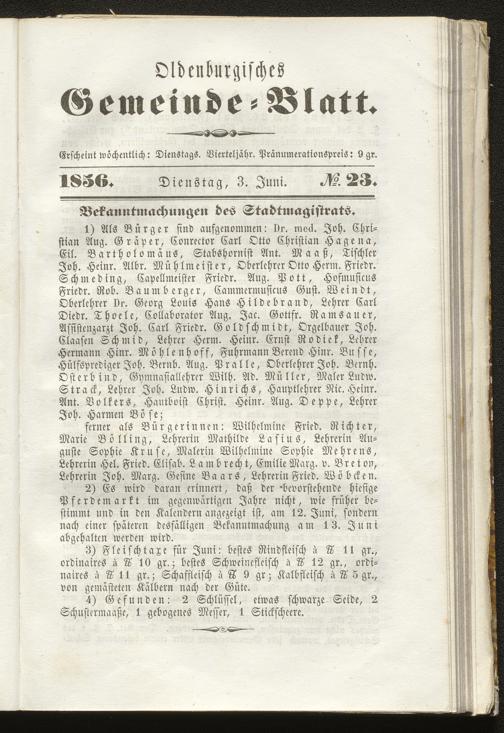 Oldenburgisches
Gemeinde-Blatt.
Erscheint wöchentlich: Dienstags. Vierteljähr. Pränumerationspreis: 9 gr.
1856. Dienstag, 3. Juni. № 23.
Bekanntmachungen des Stadtmagistrats.
1) Als Bürger sind aufgenommen: Dr. med. Joh. Chri-
stian Aug. Gräper, Conrector Carl Otto Christian Hagena,
Eil. Bartholomäus, Stabshornist Ant. Maaß, Tischler
Joh. Heinr. Albr. Mühlmeister, Oberlehrer Otto Herm. Friedr.
Schmeding, Capellmeister Friedr. Aug. Pott, Hofmusicus
Friedr. Rob. Baumberger, Cammermusicus Gust. Weindt,
Oberlehrer Dr. Georg Louis Hans Hildebrand, Lehrer Carl
Diedr. Thoele, Collaborator Aug. Jac. Gottfr. Ramsauer,
Assistenzarzt Joh. Carl Friedr. Goldschmidt, Orgelbauer Joh.
Claassen Schmid, Lehrer Herm. Heinr. Ernst Rodiek, Lehrer
Hermann Hinr. Möhlenhoff, Fuhrmann Berend Hinr. Busse,
Hülfsprediger Joh. Bernh. Aug. Pralle, Oberlehrer Joh. Bernh.
Osterbind, Gymnasiallehrer Wilh. Ad. Müller, Maler Ludw.
Strack, Lehrer Joh. Ludw. Hinrichs, Hauptlehrer Nic. Heinr.
Ant. Volkers, Hautboist Christ. Heinr. Aug. Deppe, Lehrer
Joh. Harmen Böse;
ferner als Bürgerinnen: Wilhelmine Fried. Richter,
Marie Bölling, Lehrerin Mathilde Lasius, Lehrerin Au-
guste Sophie Kruse, Malerin Wilhelmine Sophie Mehrens,
Lehrerin Hel. Fried. Elisab. Lambrecht, Emilie Marg. v. Breton,
Lehrerin Joh. Marg. Gesine Baars, Lehrerin Fried. Wöbcken.
2) Es wird daran erinnert, daß der bevorstehende hiesige
Pferdemarkt im gegenwärtigen Jahre nicht, wie früher be-
stimmt und in den Kalendern angezeigt ist, am 12. Juni, sondern
nach einer späteren desfälligen Bekanntmachung am 13. Juni
abgehalten werden wird.
3) Fleischtaxe für Juni: bestes Rindfleisch à ℔ 11 gr.,
ordinaires à ℔ 10 gr.; bestes Schweinefleisch à ℔ 12 gr., ordi-
naires à ℔ 11 gr.; Schaffleisch à ℔ 9 gr; Kalbfleisch à ℔ 5 gr.,
von gemästeten Kälbern nach der Güte.
4) Gefunden: 2 Schlüssel, etwas schwarze Seide, 2
Schustermaaße, 1 gebogenes Messer, 1 Stickscheere.